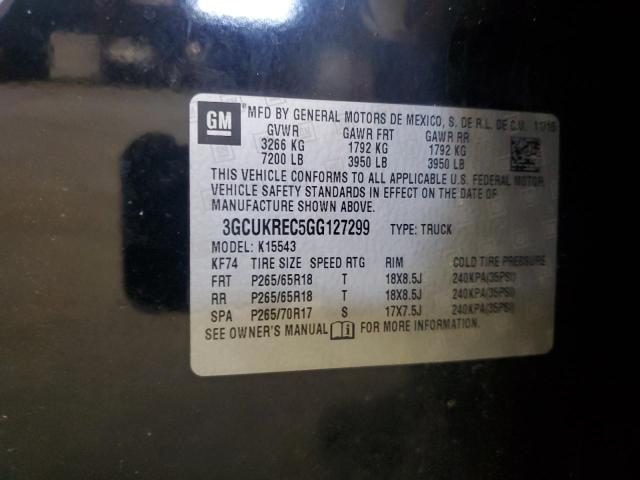 GM
®MFD BY GENERAL MOTORS DE MEXICO, S. DE R.L. DE C.V. 11/15
GVWR GAWR FRT GAWR RR
3266 KG 1792 KG 1792 KG
7200 LB 3950 LB 3950 LB
THIS VEHICLE CONFORMS TO ALL APPLICABLE U.S. FEDERAL MOTOR
VEHICLE SAFETY STANDARDS IN EFFECT ON THE DATE OF
MANUFACTURE SHOWN ABOVE.
3GCUKREC5GG127299 TYPE: TRUCK
MODEL: K15543
KF74 TIRE SIZE SPEED RTG RIM COLD TIRE PRESSURE
FRT P265/65R18 T 18X8.5J 240KPA(35PSI)
RR P265/65R18 T 18X8.5J 240KPA(35PSI)
SPA P265/70R17 S 17X7.5J 240KPA(35PSI)
SEE OWNER'S MANUAL FOR MORE INFORMATION.